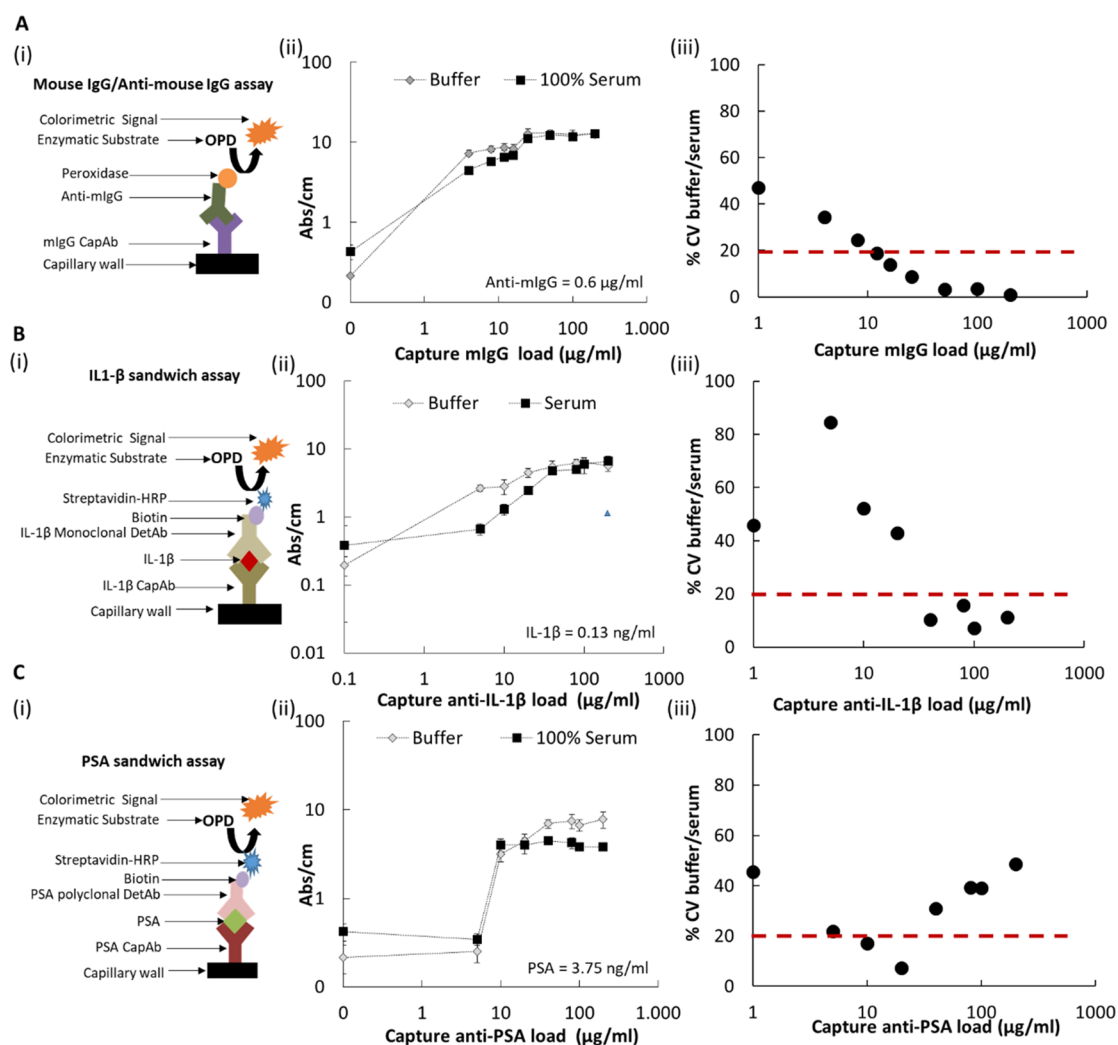 A
(i)
Mouse IgG/Anti-mouse IgG assay
Colorimetric Signal
Enzymatic Substrate
OPD
Peroxidase
Anti-mIgG
mIgG CapAb
Capillary wall
(ii)
Buffer
100% Serum
Abs/cm
100
10
1
0
0
1
10
100
1.000
Anti-mIgG = 0.6 µg/ml
Capture mIgG load (µg/ml)
(iii)
% CV buffer/serum
100
80
60
40
20
0
1
10
100
1000
Capture mIgG load (µg/ml)
B
(i)
IL1-β sandwich assay
Colorimetric Signal
Enzymatic Substrate
OPD
Streptavidin-HRP
Biotin
IL-1β Monoclonal DetAb
IL-1β
IL-1β CapAb
Capillary wall
(ii)
Buffer
Serum
Abs/cm
100
10
1
0.1
0.01
0.1
1
10
100
1000
IL-1β = 0.13 ng/ml
Capture anti-IL-1β load (µg/ml)
(iii)
% CV buffer/serum
100
80
60
40
20
0
1
10
100
1000
Capture anti-IL-1β load (µg/ml)
C
(i)
PSA sandwich assay
Colorimetric Signal
Enzymatic Substrate
OPD
Streptavidin-HRP
Biotin
PSA polyclonal DetAb
PSA
PSA CapAb
Capillary wall
(ii)
Buffer
100% Serum
Abs/cm
100
10
1
0
0
1
10
100
1.000
PSA = 3.75 ng/ml
Capture anti-PSA load (µg/ml)
(iii)
% CV buffer/serum
100
80
60
40
20
0
1
10
100
1000
Capture anti-PSA load (µg/ml)